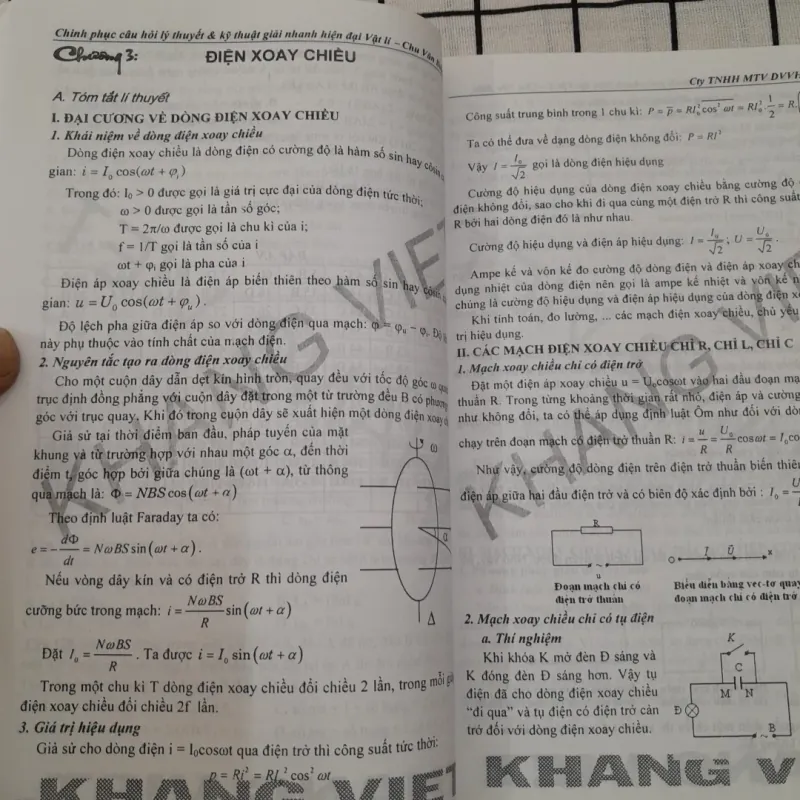 Chinh phục câu hỏi lý thuyết & kỹ thuật giải nhanh hiện đại Vật lí – Chu Văn
Chương 3: ĐIỆN XOAY CHIỀU
A. Tóm tắt lí thuyết
I. ĐẠI CƯƠNG VỀ DÒNG ĐIỆN XOAY CHIỀU
1. Khái niệm về dòng điện xoay chiều
Dòng điện xoay chiều là dòng điện có cường độ là hàm số sin hay
gian: i = I₀ cos(ωt + φᵢ)
Trong đó: I₀ > 0 được gọi là giá trị cực đại của dòng điện tức thời;
ω > 0 được gọi là tần số góc;
T = 2π/ω được gọi là chu kì của i;
f = 1/T gọi là tần số của i
ωt + φᵢ gọi là pha của i
Điện áp xoay chiều là điện áp biến thiên theo hàm số sin hay
gian: u = U₀ cos(ωt + φᵤ).
Độ lệch pha giữa điện áp so với dòng điện qua mạch: φ = φᵤ − φᵢ. Độ
này phụ thuộc vào tính chất của mạch điện.
2. Nguyên tắc tạo ra dòng điện xoay chiều
Cho một cuộn dây dẫn dẹt kín hình tròn, quay đều với tốc độ góc ω
trục định đồng phẳng với cuộn dây đặt trong một từ trường đều B có
góc với trục quay. Khi đó trong cuộn dây sẽ xuất hiện một dòng điện xoay
Giả sử tại thời điểm ban đầu, pháp tuyến của mặt
khung và từ trường hợp với nhau một góc α, đến thời
điểm t, góc hợp bởi giữa chúng là (ωt + α), từ thông
qua mạch là: Φ = NBS cos(ωt + α)
Theo định luật Faraday ta có:
e = − dΦ/dt = NωBS sin(ωt + α).
Nếu vòng dây kín và có điện trở R thì dòng điện
cưỡng bức trong mạch: i = NωBS/R sin(ωt + α)
Đặt I₀ = NωBS/R. Ta được i = I₀ sin(ωt + α)
ω
α
Δ
Trong một chu kì T dòng điện xoay chiều đổi chiều 2 lần, trong mỗi
điện xoay chiều đổi chiều 2f lần.
3. Giá trị hiệu dụng
Giả sử cho dòng điện i = I₀cosωt qua điện trở thì công suất tức thời:
p = Ri² = RI₀² cos² ωt
KHANG VIET
Cty TNHH MTV DVVH
Công suất trung bình trong 1 chu kì: P = p = RI₀² cos² ωt = RI₀² . 1/2 = R.
Ta có thể đưa về dạng dòng điện không đổi: P = RI²
Vậy I = I₀/√2 gọi là dòng điện hiệu dụng
Cường độ hiệu dụng của dòng điện xoay chiều bằng cường độ
điện không đổi, sao cho khi đi qua cùng một điện trở R thì công suất
R bởi hai dòng điện đó là như nhau.
Cường độ hiệu dụng và điện áp hiệu dụng: I = I₀/√2 ; U = U₀/√2 .
Ampe kế và vôn kế đo cường độ dòng điện và điện áp xoay
dụng nhiệt của dòng điện nên gọi là ampe kế nhiệt và vôn kế
chúng là cường độ hiệu dụng và điện áp hiệu dụng của dòng điện
Khi tính toán, đo lường, ... các mạch điện xoay chiều, chủ yếu
trị hiệu dụng.
II. CÁC MẠCH ĐIỆN XOAY CHIỀU CHỈ R, CHỈ L, CHỈ C
1. Mạch xoay chiều chỉ có điện trở
Đặt một điện áp xoay chiều u = U₀cosωt vào hai đầu đoạn
thuần R. Trong từng khoảng thời gian rất nhỏ, điện áp và cường
như không đổi, ta có thể áp dụng định luật Ôm như đối với
chạy trên đoạn mạch có điện trở thuần R: i = u/R = U₀/R cosωt = I₀
Như vậy, cường độ dòng điện trên điện trở thuần biến thiên
điện áp giữa hai đầu điện trở và có biên độ xác định bởi : I₀ =
R
u
I U x
O
Đoạn mạch chỉ có
điện trở thuần
Biểu diễn bằng vec-tơ quay
đoạn mạch chỉ có điện trở
2. Mạch xoay chiều chỉ có tụ điện
a. Thí nghiệm
Khi khóa K mở đèn Đ sáng và
K đóng đèn Đ sáng hơn. Vậy tụ
điện đã cho dòng điện xoay chiều
“đi qua” và tụ điện có điện trở cản
trở đối với dòng điện xoay chiều.
K
C
M N
Đ
B
KHANG V